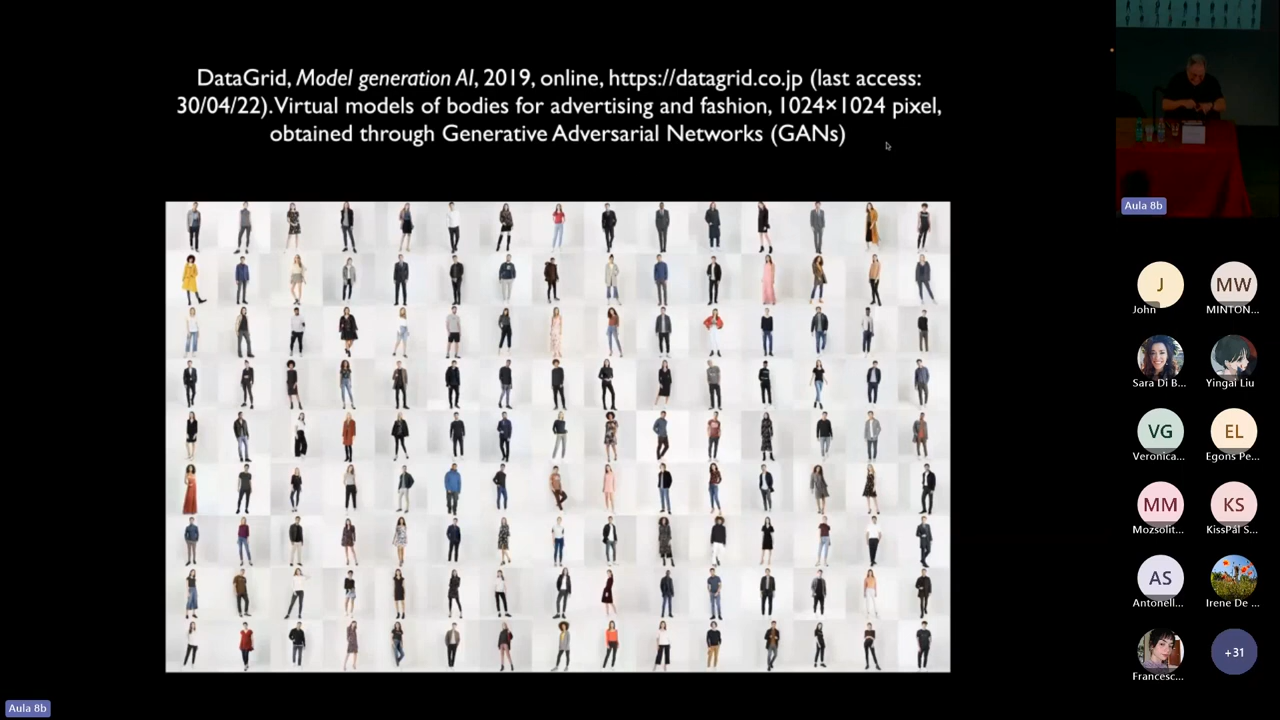 DataGrid, Model generation AI, 2019, online, https://datagrid.co.jp (last access:
30/04/22). Virtual models of bodies for advertising and fashion, 1024×1024 pixel,
obtained through Generative Adversarial Networks (GANs)
Aula 8b
J
John
MW
MINTON...
Sara Di B...
Yingai Liu
VG
Veronica...
EL
Egons Pe...
MM
Mozsolit...
KS
KissPál S...
AS
Antonell...
Irene De ...
Francesc...
+31
Aula 8b